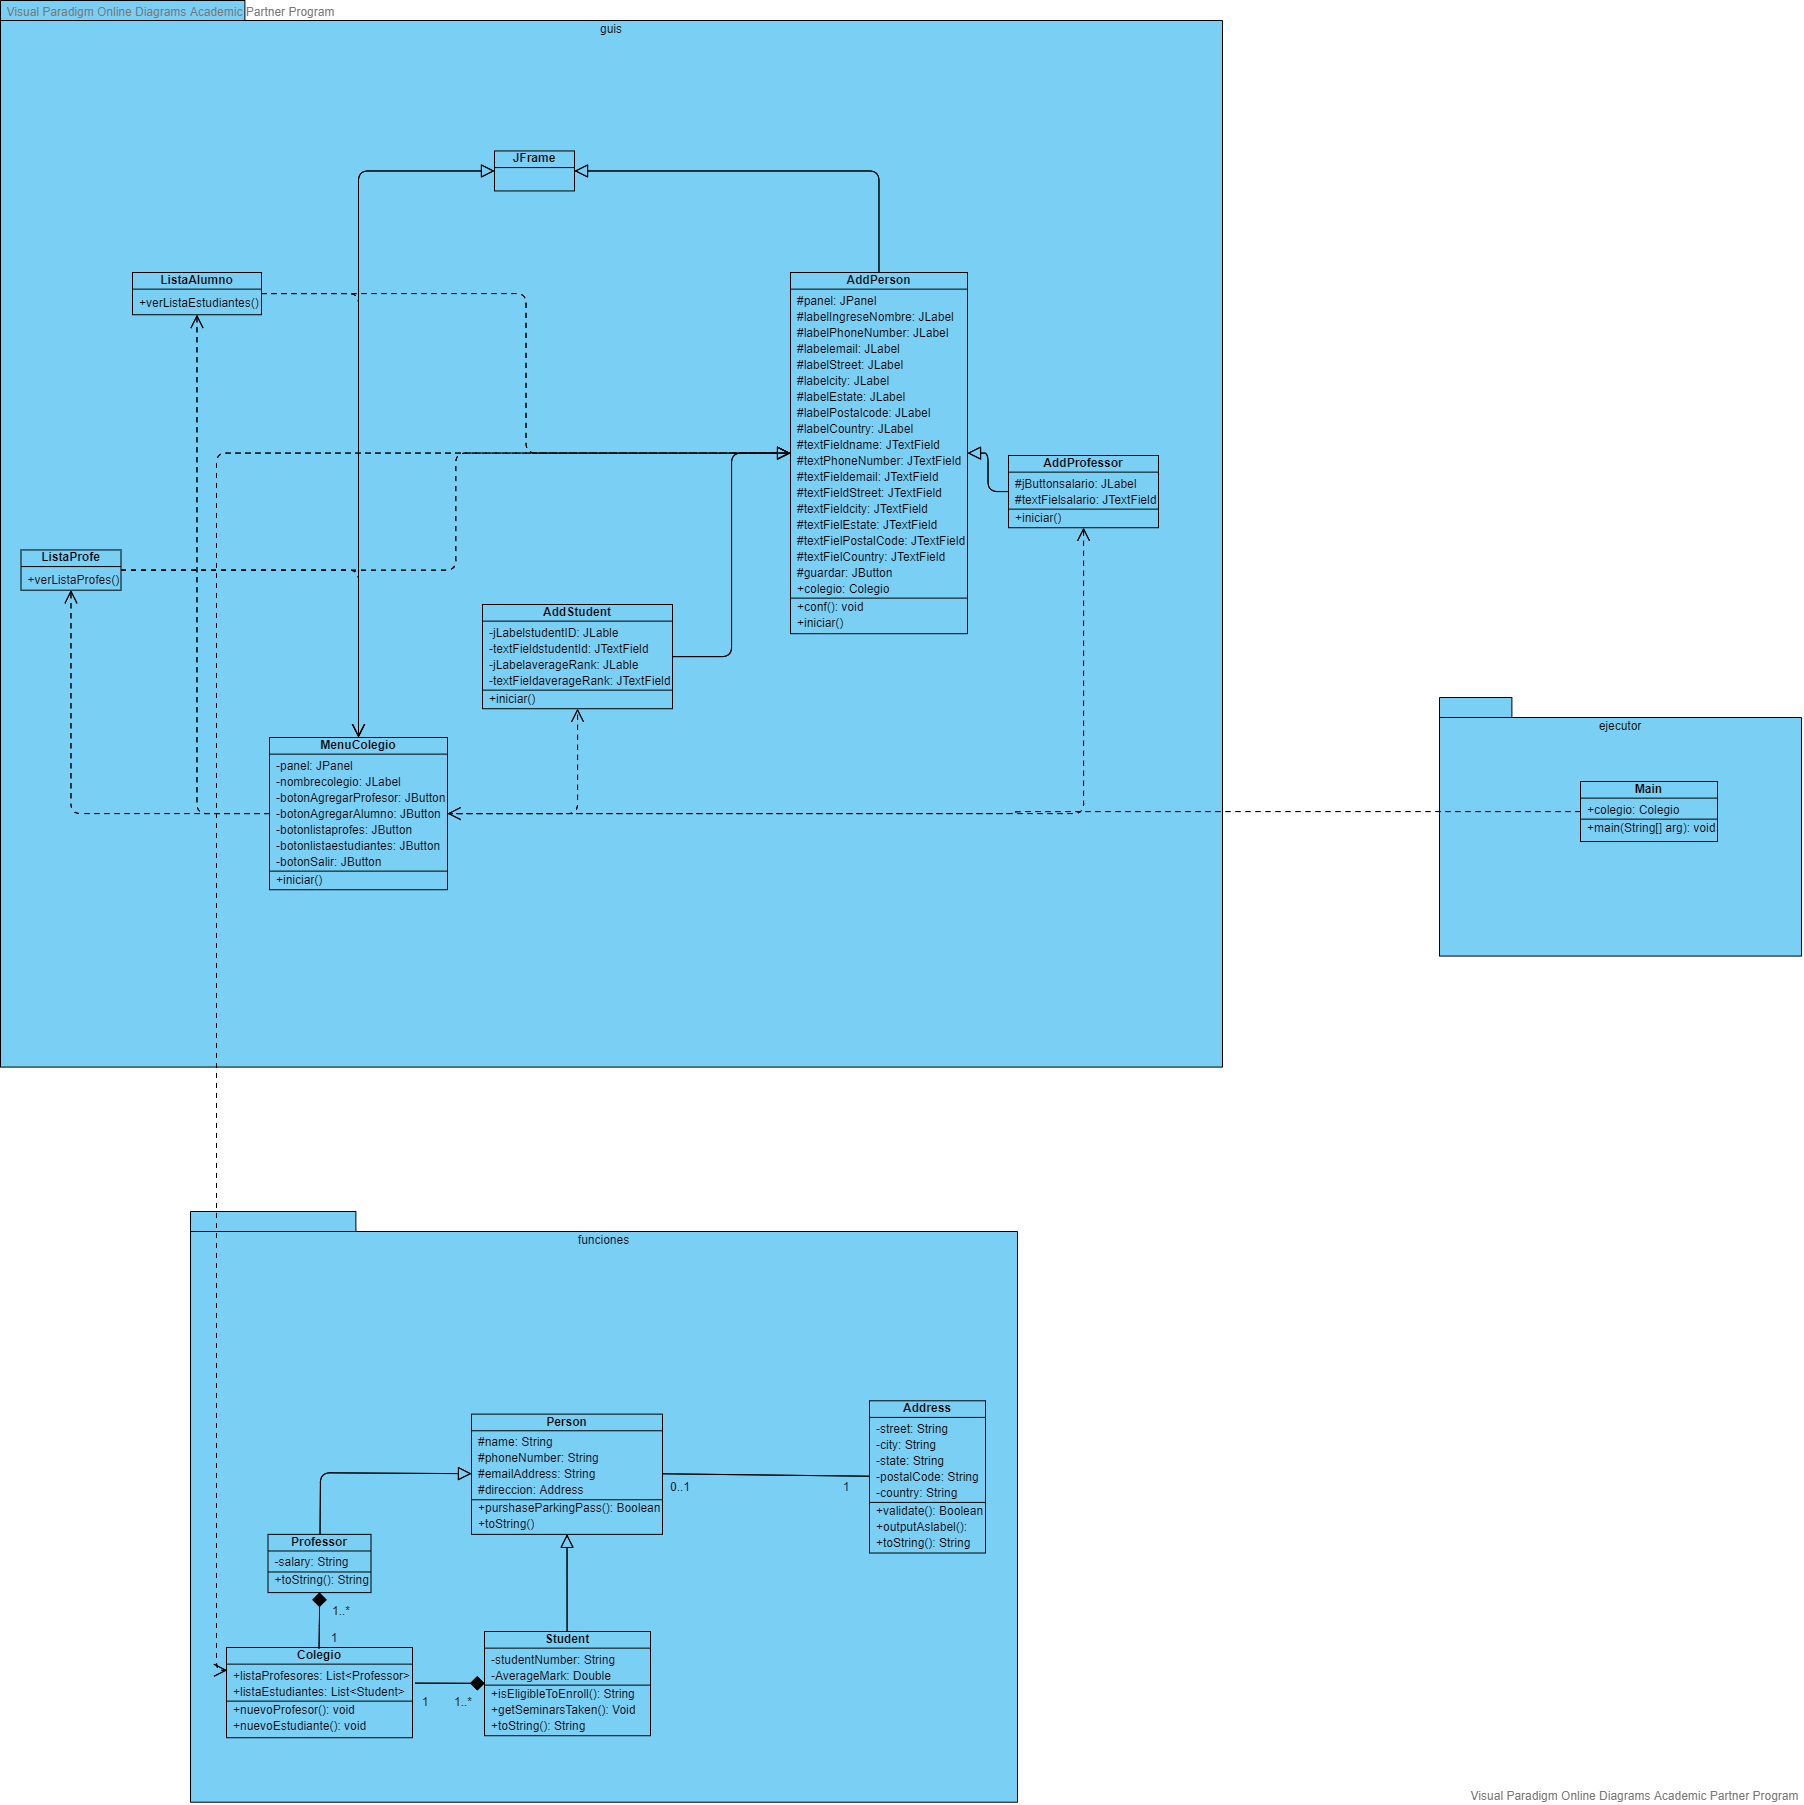 Visual Paradigm Online Diagrams Academic Partner Program
guis
JFrame
ListaAlumno
+verListaEstudiantes()
AddPerson
#panel: JPanel
#labelIngreseNombre: JLabel
#labelPhoneNumber: JLabel
#labelemail: JLabel
#labelStreet: JLabel
#labelcity: JLabel
#labelEstate: JLabel
#labelPostalcode: JLabel
#labelCountry: JLabel
#textFieldname: JTextField
#textPhoneNumber: JTextField
#textFieldemail: JTextField
#textFieldStreet: JTextField
#textFieldcity: JTextField
#textFielEstate: JTextField
#textFielPostalCode: JTextField
#textFielCountry: JTextField
#guardar: JButton
+colegio: Colegio
+conf(): void
+iniciar()
AddProfessor
#jButtonsalario: JLabel
#textFielsalario: JTextField
+iniciar()
ListaProfe
+verListaProfes()
AddStudent
-jLabelstudentID: JLable
-textFieldstudentId: JTextField
-jLabelaverageRank: JLable
-textFieldaverageRank: JTextField
+iniciar()
MenuColegio
-panel: JPanel
-nombrecolegio: JLabel
-botonAgregarProfesor: JButton
-botonAgregarAlumno: JButton
-botonlistaprofes: JButton
-botonlistaestudiantes: JButton
-botonSalir: JButton
+iniciar()
ejecutor
Main
+colegio: Colegio
+main(String[] arg): void
funciones
Person
#name: String
#phoneNumber: String
#emailAddress: String
#direccion: Address
+purshaseParkingPass(): Boolean
+toString()
0..1
1
Address
-street: String
-city: String
-state: String
-postalCode: String
-country: String
+validate(): Boolean
+outputAslabel():
+toString(): String
Professor
-salary: String
+toString(): String
1..*
1
Colegio
+listaProfesores: List<Professor>
+listaEstudiantes: List<Student>
+nuevoProfesor(): void
+nuevoEstudiante(): void
1
1..*
Student
-studentNumber: String
-AverageMark: Double
+isEligibleToEnroll(): String
+getSeminarsTaken(): Void
+toString(): String
Visual Paradigm Online Diagrams Academic Partner Program